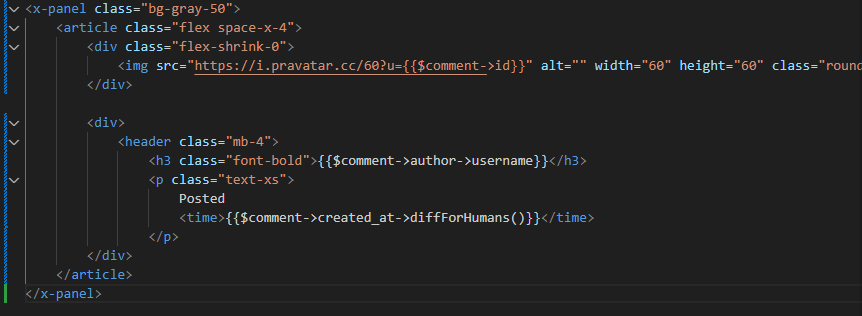 <x-panel class="bg-gray-50">
<article class="flex space-x-4">
<div class="flex-shrink-0">
<img src="https://i.pravatar.cc/60?u={{$comment->id}}" alt="" width="60" height="60" class="round
</div>
<div>
<header class="mb-4">
<h3 class="font-bold">{{$comment->author->username}}</h3>
<p class="text-xs">
Posted
<time>{{$comment->created_at->diffForHumans()}}</time>
</p>
</div>
</article>
</x-panel>